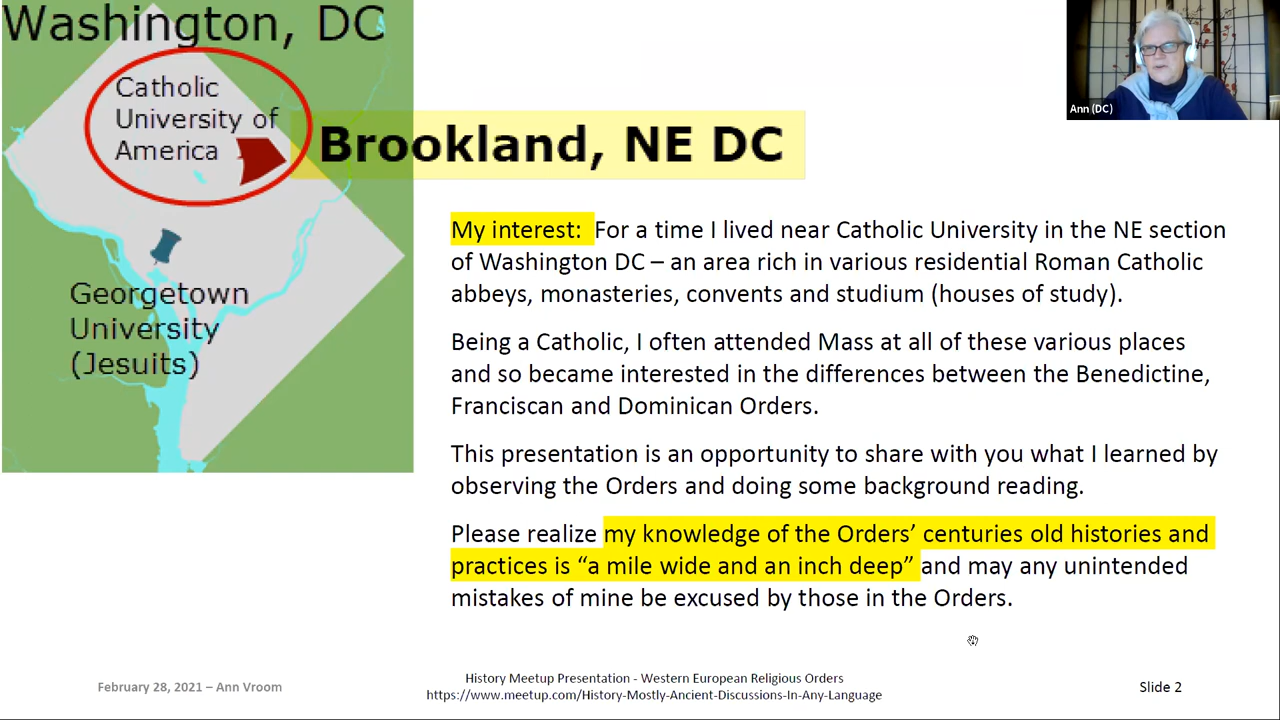 Washington, DC
Catholic
University of
America
Georgetown
University
(Jesuits)
Brookland, NE DC
Ann (DC)
My interest: For a time I lived near Catholic University in the NE section
of Washington DC – an area rich in various residential Roman Catholic
abbeys, monasteries, convents and studium (houses of study).
Being a Catholic, I often attended Mass at all of these various places
and so became interested in the differences between the Benedictine,
Franciscan and Dominican Orders.
This presentation is an opportunity to share with you what I learned by
observing the Orders and doing some background reading.
Please realize my knowledge of the Orders’ centuries old histories and
practices is “a mile wide and an inch deep” and may any unintended
mistakes of mine be excused by those in the Orders.
February 28, 2021 – Ann Vroom
History Meetup Presentation - Western European Religious Orders
https://www.meetup.com/History-Mostly-Ancient-Discussions-In-Any-Language
Slide 2